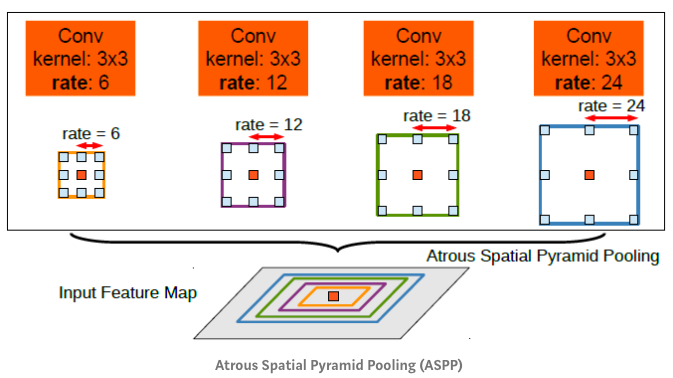 Conv
kernel: 3x3
rate: 6
Conv
kernel: 3x3
rate: 12
Conv
kernel: 3x3
rate: 18
Conv
kernel: 3x3
rate: 24
rate = 6
rate = 12
rate = 18
rate = 24
Atrous Spatial Pyramid Pooling
Input Feature Map
Atrous Spatial Pyramid Pooling (ASPP)